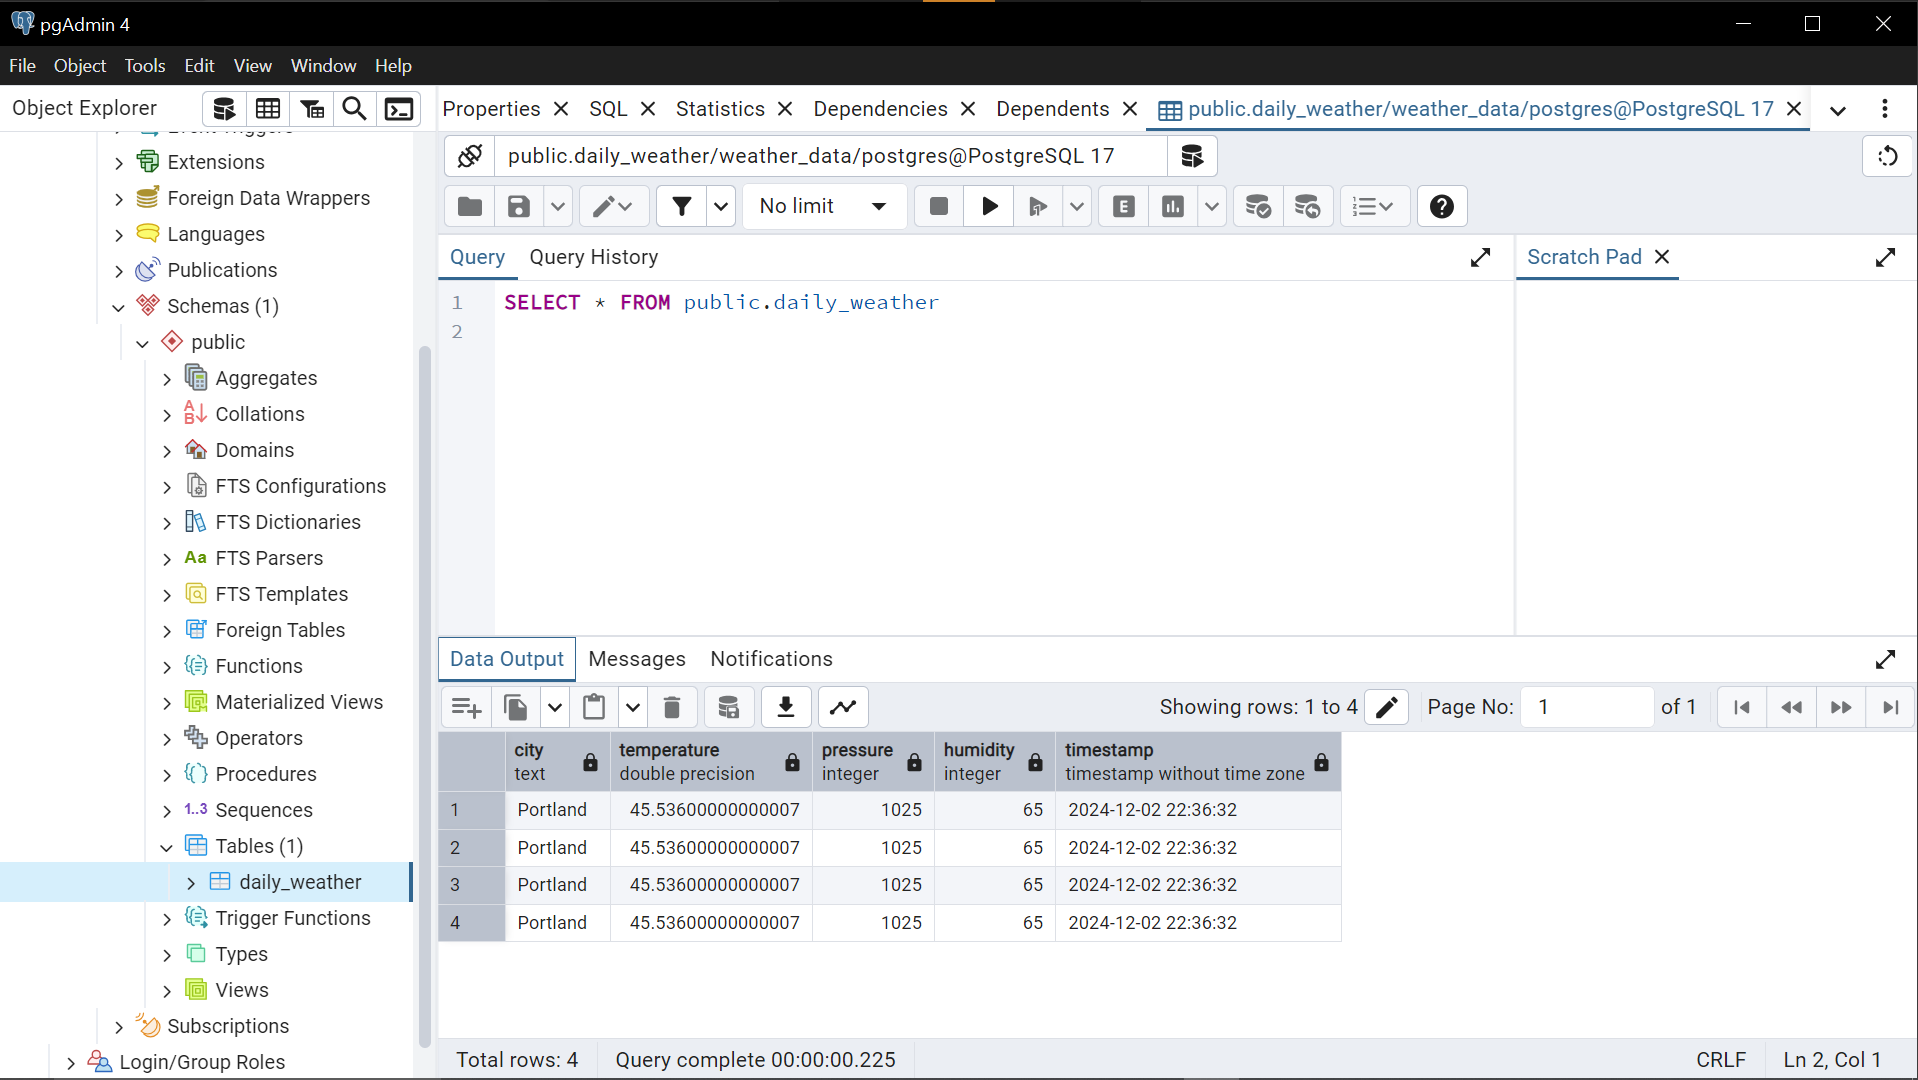 pgAdmin 4
File Object Tools Edit View Window Help
Object Explorer
Properties SQL Statistics Dependencies Dependents public.daily_weather/weather_data/postgres@PostgreSQL 17
Event Triggers
Extensions
Foreign Data Wrappers
Languages
Publications
Schemas (1)
public
Aggregates
Collations
Domains
FTS Configurations
FTS Dictionaries
Aa FTS Parsers
FTS Templates
Foreign Tables
Functions
Materialized Views
Operators
Procedures
1..3 Sequences
Tables (1)
daily_weather
Trigger Functions
Types
Views
Subscriptions
Login/Group Roles
public.daily_weather/weather_data/postgres@PostgreSQL 17
No limit E
Query Query History
Scratch Pad
1 SELECT * FROM public.daily_weather
2
Data Output Messages Notifications
Showing rows: 1 to 4 Page No: 1 of 1
city temperature pressure humidity timestamp
text double precision integer integer timestamp without time zone
1 Portland 45.53600000000007 1025 65 2024-12-02 22:36:32
2 Portland 45.53600000000007 1025 65 2024-12-02 22:36:32
3 Portland 45.53600000000007 1025 65 2024-12-02 22:36:32
4 Portland 45.53600000000007 1025 65 2024-12-02 22:36:32
Total rows: 4 Query complete 00:00:00.225 CRLF Ln 2, Col 1